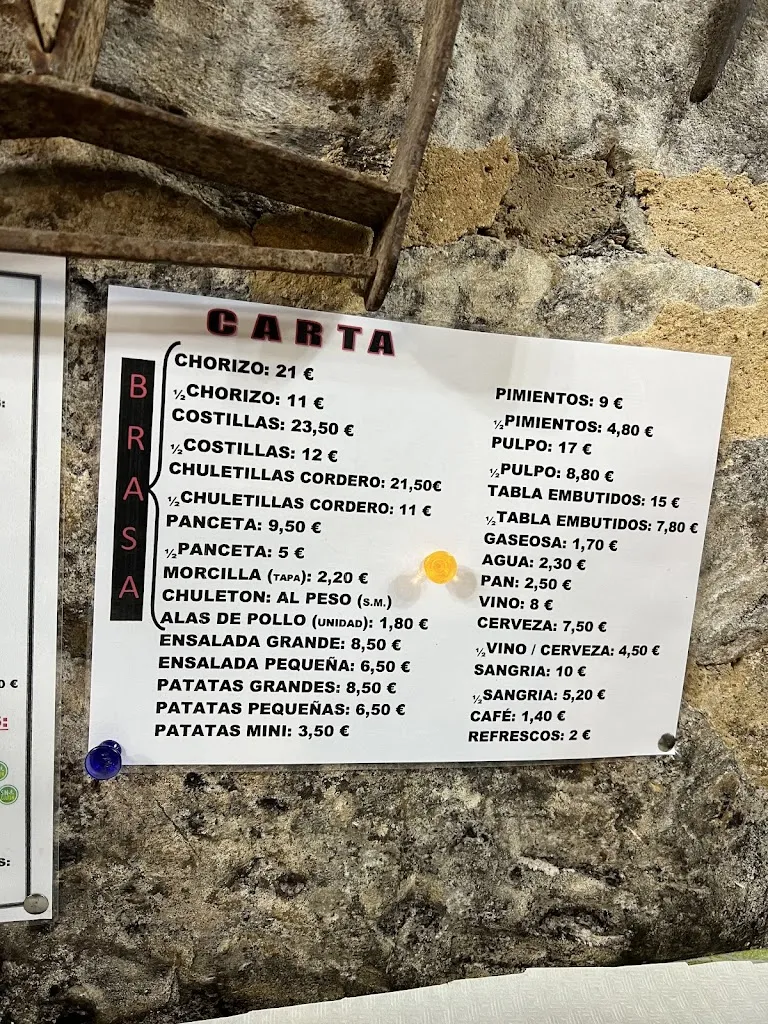 CARTA
BRASA
CHORIZO: 21 €
½CHORIZO: 11 €
COSTILLAS: 23,50 €
½COSTILLAS: 12 €
CHULETILLAS CORDERO: 21,50€
½CHULETILLAS CORDERO: 11 €
PANCETA: 9,50 €
½PANCETA: 5 €
MORCILLA (TAPA): 2,20 €
CHULETON: AL PESO (S.M.)
ALAS DE POLLO (UNIDAD): 1,80 €
ENSALADA GRANDE: 8,50 €
ENSALADA PEQUEÑA: 6,50 €
PATATAS GRANDES: 8,50 €
PATATAS PEQUEÑAS: 6,50 €
PATATAS MINI: 3,50 €
PIMIENTOS: 9 €
½PIMIENTOS: 4,80 €
PULPO: 17 €
½PULPO: 8,80 €
TABLA EMBUTIDOS: 15 €
½TABLA EMBUTIDOS: 7,80 €
GASEOSA: 1,70 €
AGUA: 2,30 €
PAN: 2,50 €
VINO: 8 €
CERVEZA: 7,50 €
½VINO / CERVEZA: 4,50 €
SANGRIA: 10 €
½SANGRIA: 5,20 €
CAFÉ: 1,40 €
REFRESCOS: 2 €